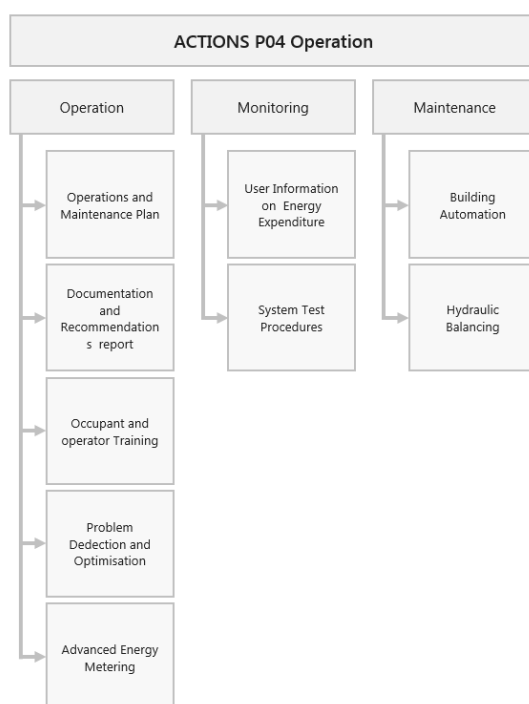 ACTIONS P04 Operation
Operation
Operations and
Maintenance Plan
Documentation
and
Recommendation
s report
Occupant and
operator Training
Problem
Dedection and
Optimisation
Advanced Energy
Metering
Monitoring
User Information
on Energy
Expenditure
System Test
Procedures
Maintenance
Building
Automation
Hydraulic
Balancing